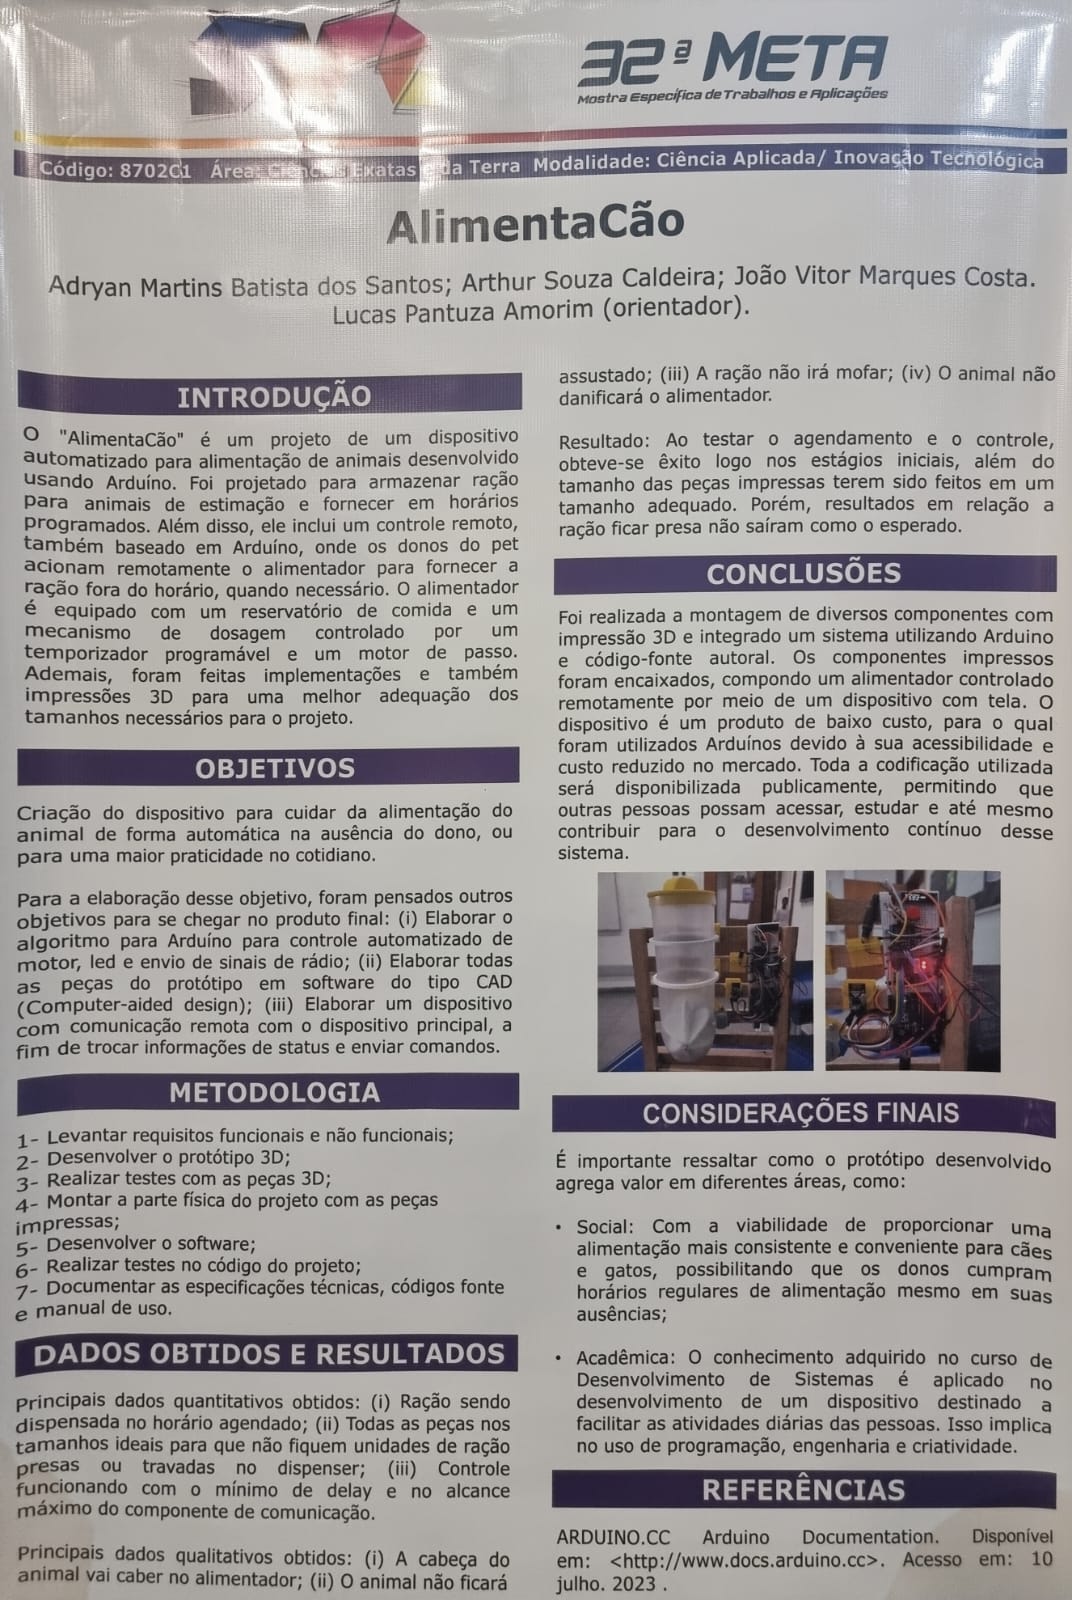 32ª META
Mostra Específica de Trabalhos e Aplicações
Código: 8702C1 Área: Ciências Exatas e da Terra Modalidade: Ciência Aplicada/ Inovação Tecnológica
AlimentaCão
Adryan Martins Batista dos Santos; Arthur Souza Caldeira; João Vitor Marques Costa.
Lucas Pantuza Amorim (orientador).
INTRODUÇÃO
O "AlimentaCão" é um projeto de um dispositivo
automatizado para alimentação de animais desenvolvido
usando Arduíno. Foi projetado para armazenar ração
para animais de estimação e fornecer em horários
programados. Além disso, ele inclui um controle remoto,
também baseado em Arduíno, onde os donos do pet
acionam remotamente o alimentador para fornecer a
ração fora do horário, quando necessário. O alimentador
é equipado com um reservatório de comida e um
mecanismo de dosagem controlado por um
temporizador programável e um motor de passo.
Ademais, foram feitas implementações e também
impressões 3D para uma melhor adequação dos
tamanhos necessários para o projeto.
OBJETIVOS
Criação do dispositivo para cuidar da alimentação do
animal de forma automática na ausência do dono, ou
para uma maior praticidade no cotidiano.
Para a elaboração desse objetivo, foram pensados outros
objetivos para se chegar no produto final: (i) Elaborar o
algoritmo para Arduíno para controle automatizado de
motor, led e envio de sinais de rádio; (ii) Elaborar todas
as peças do protótipo em software do tipo CAD
(Computer-aided design); (iii) Elaborar um dispositivo
com comunicação remota com o dispositivo principal, a
fim de trocar informações de status e enviar comandos.
METODOLOGIA
1- Levantar requisitos funcionais e não funcionais;
2- Desenvolver o protótipo 3D;
3- Realizar testes com as peças 3D;
4- Montar a parte física do projeto com as peças
impressas;
5- Desenvolver o software;
6- Realizar testes no código do projeto;
7- Documentar as especificações técnicas, códigos fonte
e manual de uso.
DADOS OBTIDOS E RESULTADOS
Principais dados quantitativos obtidos: (i) Ração sendo
dispensada no horário agendado; (ii) Todas as peças nos
tamanhos ideais para que não fiquem unidades de ração
presas ou travadas no dispenser; (iii) Controle
funcionando com o mínimo de delay e no alcance
máximo do componente de comunicação.
Principais dados qualitativos obtidos: (i) A cabeça do
animal vai caber no alimentador; (ii) O animal não ficará
assustado; (iii) A ração não irá mofar; (iv) O animal não
danificará o alimentador.
Resultado: Ao testar o agendamento e o controle,
obteve-se êxito logo nos estágios iniciais, além do
tamanho das peças impressas terem sido feitos em um
tamanho adequado. Porém, resultados em relação a
ração ficar presa não saíram como o esperado.
CONCLUSÕES
Foi realizada a montagem de diversos componentes com
impressão 3D e integrado um sistema utilizando Arduino
e código-fonte autoral. Os componentes impressos
foram encaixados, compondo um alimentador controlado
remotamente por meio de um dispositivo com tela. O
dispositivo é um produto de baixo custo, para o qual
foram utilizados Arduínos devido à sua acessibilidade e
custo reduzido no mercado. Toda a codificação utilizada
será disponibilizada publicamente, permitindo que
outras pessoas possam acessar, estudar e até mesmo
contribuir para o desenvolvimento contínuo desse
sistema.
CONSIDERAÇÕES FINAIS
É importante ressaltar como o protótipo desenvolvido
agrega valor em diferentes áreas, como:
• Social: Com a viabilidade de proporcionar uma
alimentação mais consistente e conveniente para cães
e gatos, possibilitando que os donos cumpram
horários regulares de alimentação mesmo em suas
ausências;
• Acadêmica: O conhecimento adquirido no curso de
Desenvolvimento de Sistemas é aplicado no
desenvolvimento de um dispositivo destinado a
facilitar as atividades diárias das pessoas. Isso implica
no uso de programação, engenharia e criatividade.
REFERÊNCIAS
ARDUINO.CC Arduino Documentation. Disponível
em: <http://www.docs.arduino.cc>. Acesso em: 10
julho. 2023 .